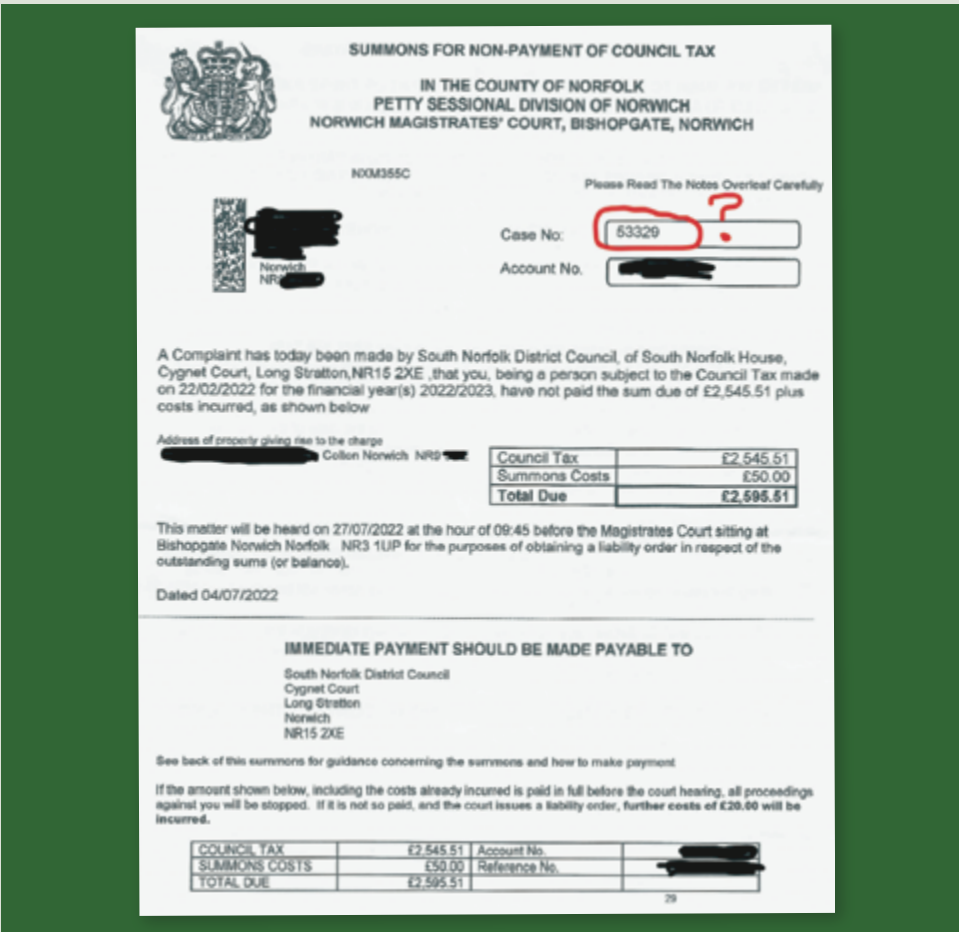 SUMMONS FOR NON-PAYMENT OF COUNCIL TAX
IN THE COUNTY OF NORFOLK
PETTY SESSIONAL DIVISION OF NORWICH
NORWICH MAGISTRATES' COURT, BISHOPGATE, NORWICH
NXM355C
Please Read The Notes Overleaf Carefully
?
Case No: 53329
Account No.
Norwich
NR
A Complaint has today been made by South Norfolk District Council, of South Norfolk House,
Cygnet Court, Long Stratton,NR15 2XE ,that you, being a person subject to the Council Tax made
on 22/02/2022 for the financial year(s) 2022/2023, have not paid the sum due of £2,545.51 plus
costs incurred, as shown below
Address of property giving rise to the charge
Colton Norwich NR9
Council Tax £2,545.51
Summons Costs £50.00
Total Due £2,595.51
This matter will be heard on 27/07/2022 at the hour of 09:45 before the Magistrates Court sitting at
Bishopgate Norwich Norfolk NR3 1UP for the purposes of obtaining a liability order in respect of the
outstanding sums (or balance).
Dated 04/07/2022
IMMEDIATE PAYMENT SHOULD BE MADE PAYABLE TO
South Norfolk District Council
Cygnet Court
Long Stratton
Norwich
NR15 2XE
See back of this summons for guidance concerning the summons and how to make payment
If the amount shown below, including the costs already incurred is paid in full before the court hearing, all proceedings
against you will be stopped. If it is not so paid, and the court issues a liability order, further costs of £20.00 will be
incurred.
COUNCIL TAX £2,545.51 Account No.
SUMMONS COSTS £50.00 Reference No.
TOTAL DUE £2,595.51
29